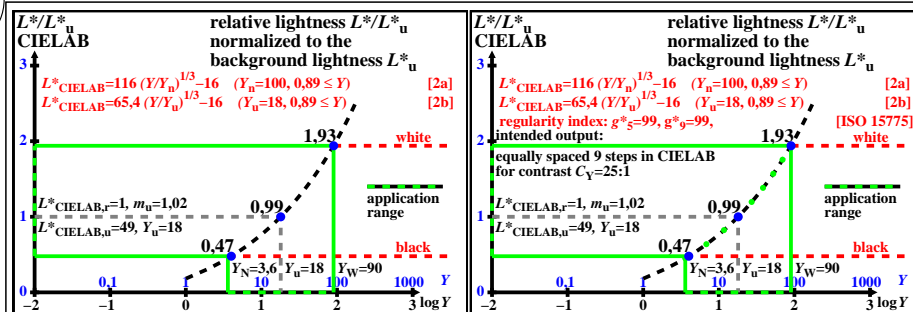 L*/L*u
CIELAB
relative lightness L*/L*u
normalized to the
background lightness L*u
3
L*CIELAB=116 (Y/Yn)1/3–16 (Yn=100, 0,89 ≤ Y) [2a]
L*CIELAB=65,4 (Y/Yu)1/3–16 (Yu=18, 0,89 ≤ Y) [2b]
2
1,93
white
application
range
L*CIELAB,r=1, mu=1,02
0,99
1
L*CIELAB,u=49, Yu=18
0,47
black
YN=3,6 Yu=18 YW=90
0,1 1 10 100 1000 Y
0
–2 –1 0 1 2 3 log Y
L*/L*u
CIELAB
relative lightness L*/L*u
normalized to the
background lightness L*u
3
L*CIELAB=116 (Y/Yn)1/3–16 (Yn=100, 0,89 ≤ Y) [2a]
L*CIELAB=65,4 (Y/Yu)1/3–16 (Yu=18, 0,89 ≤ Y) [2b]
regularity index: g*5=99, g*9=99, [ISO 15775]
intended output:
2
1,93
white
equally spaced 9 steps in CIELAB
for contrast CY=25:1
application
range
L*CIELAB,r=1, mu=1,02
0,99
1
L*CIELAB,u=49, Yu=18
0,47
black
YN=3,6 Yu=18 YW=90
0,1 1 10 100 1000 Y
0
–2 –1 0 1 2 3 log Y